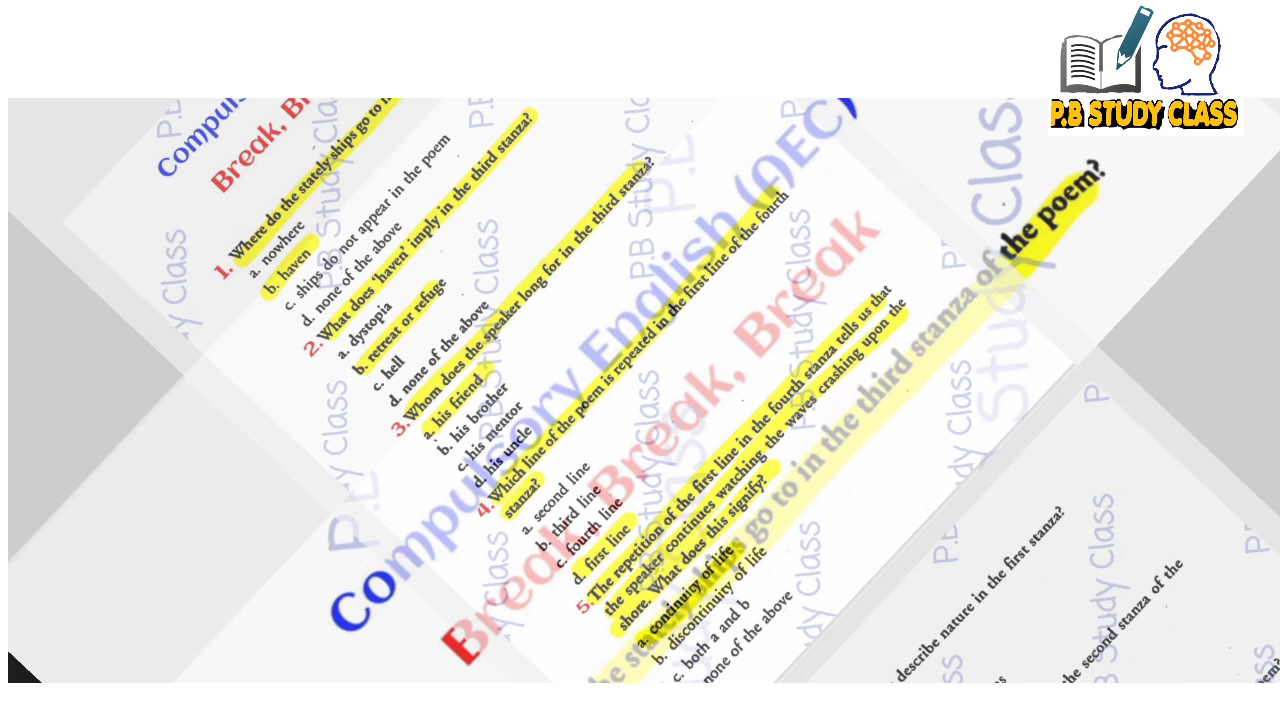 P.B STUDY CLASS
Compuls
Break, Br
1. Where do the stately ships go to in
a. nowhere
b. haven
c. ships do not appear in the poem
d. none of the above
2. What does 'haven' imply in the third stanza?
a. dystopia
b. retreat or refuge
c. hell
d. none of the above
3. Whom does the speaker long for in the third stanza?
a. his friend
b. his brother
c. his mentor
d. his uncle
4. Which line of the poem is repeated in the first line of the fourth
stanza?
a. second line
b. third line
c. fourth line
d. first line
5. The repetition of the first line in the fourth stanza tells us that
the speaker continues watching the waves crashing upon the
shore. What does this signify?
a. continuity of life
b. discontinuity of life
c. both a and b
none of the above
Compulsory English (AEC)
Break, Break, Break
he stately ships go to in the third stanza of the poem?
describe nature in the first stanza?
the second stanza of the
P.B Study Class